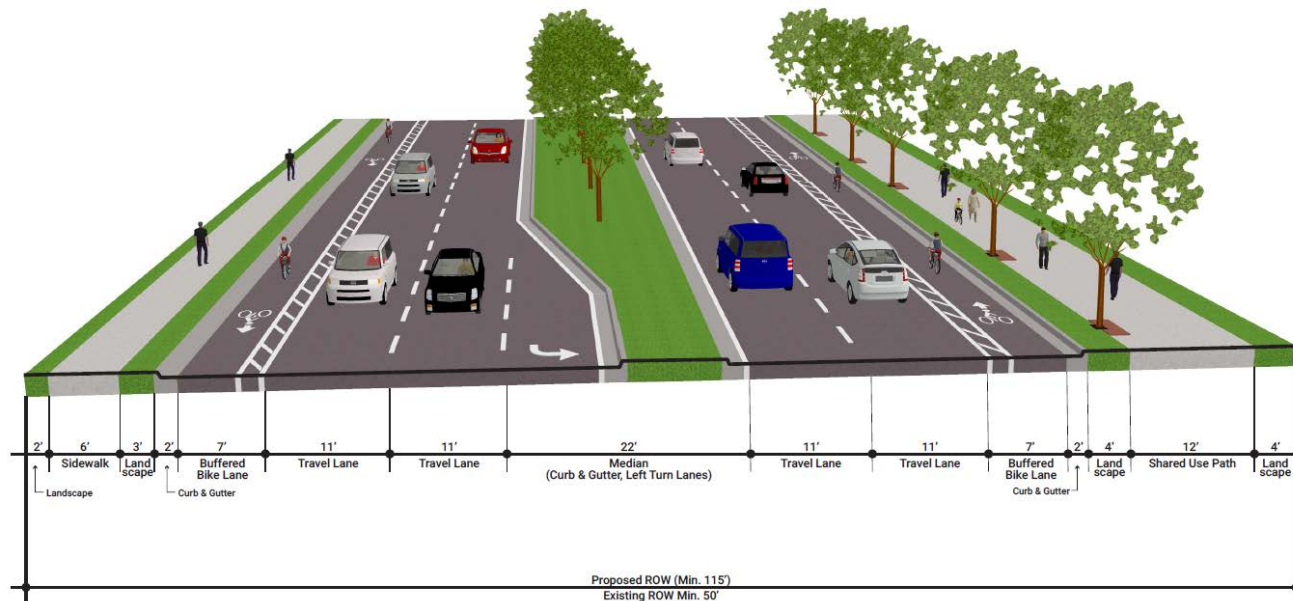 2’ 6’ 3’ 2’ 7’ 11’ 11’ 22’ 11’ 11’ 7’ 2’ 4’ 12’ 4’
Sidewalk
Land
scape
Buffered
Bike Lane
Travel Lane
Travel Lane
Median
(Curb & Gutter, Left Turn Lanes)
Travel Lane
Travel Lane
Buffered
Bike Lane
Land
scape
Shared Use Path
Land
scape
Landscape
Curb & Gutter
Curb & Gutter
Proposed ROW (Min. 115’)
Existing ROW Min. 50’